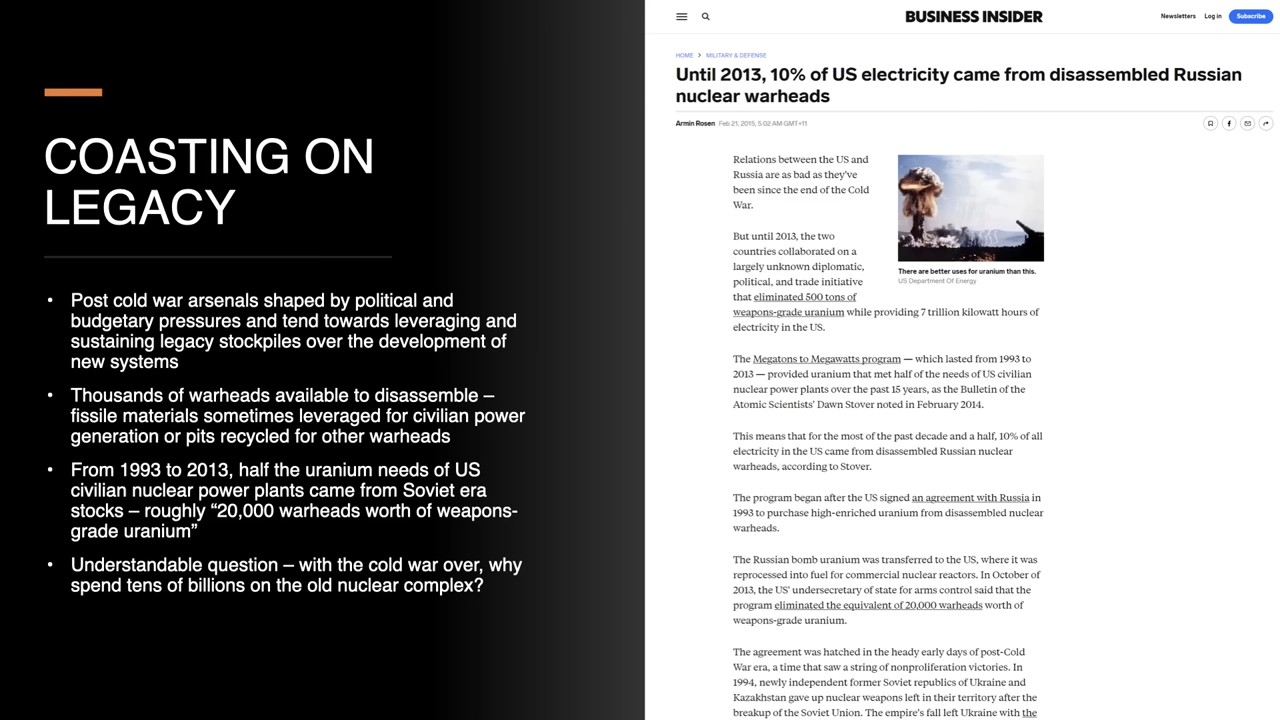 COASTING ON
LEGACY
• Post cold war arsenals shaped by political and
budgetary pressures and tend towards leveraging and
sustaining legacy stockpiles over the development of
new systems
• Thousands of warheads available to disassemble –
fissile materials sometimes leveraged for civilian power
generation or pits recycled for other warheads
• From 1993 to 2013, half the uranium needs of US
civilian nuclear power plants came from Soviet era
stocks – roughly “20,000 warheads worth of weapons-
grade uranium”
• Understandable question – with the cold war over, why
spend tens of billions on the old nuclear complex?
BUSINESS INSIDER
Newsletters Log in Subscribe
HOME > MILITARY & DEFENSE
Until 2013, 10% of US electricity came from disassembled Russian
nuclear warheads
Armin Rosen Feb 21, 2015, 5:02 AM GMT+11
Relations between the US and
Russia are as bad as they've
been since the end of the Cold
War.
But until 2013, the two
countries collaborated on a
largely unknown diplomatic,
political, and trade initiative
that eliminated 500 tons of
weapons-grade uranium while providing 7 trillion kilowatt hours of
electricity in the US.
There are better uses for uranium than this.
US Department Of Energy
The Megatons to Megawatts program — which lasted from 1993 to
2013 — provided uranium that met half of the needs of US civilian
nuclear power plants over the past 15 years, as the Bulletin of the
Atomic Scientists' Dawn Stover noted in February 2014.
This means that for the most of the past decade and a half, 10% of all
electricity in the US came from disassembled Russian nuclear
warheads, according to Stover.
The program began after the US signed an agreement with Russia in
1993 to purchase high-enriched uranium from disassembled nuclear
warheads.
The Russian bomb uranium was transferred to the US, where it was
reprocessed into fuel for commercial nuclear reactors. In October of
2013, the US' undersecretary of state for arms control said that the
program eliminated the equivalent of 20,000 warheads worth of
weapons-grade uranium.
The agreement was hatched in the heady early days of post-Cold
War era, a time that saw a string of nonproliferation victories. In
1994, newly independent former Soviet republics of Ukraine and
Kazakhstan gave up nuclear weapons left in their territory after the
breakup of the Soviet Union. The empire's fall left Ukraine with the